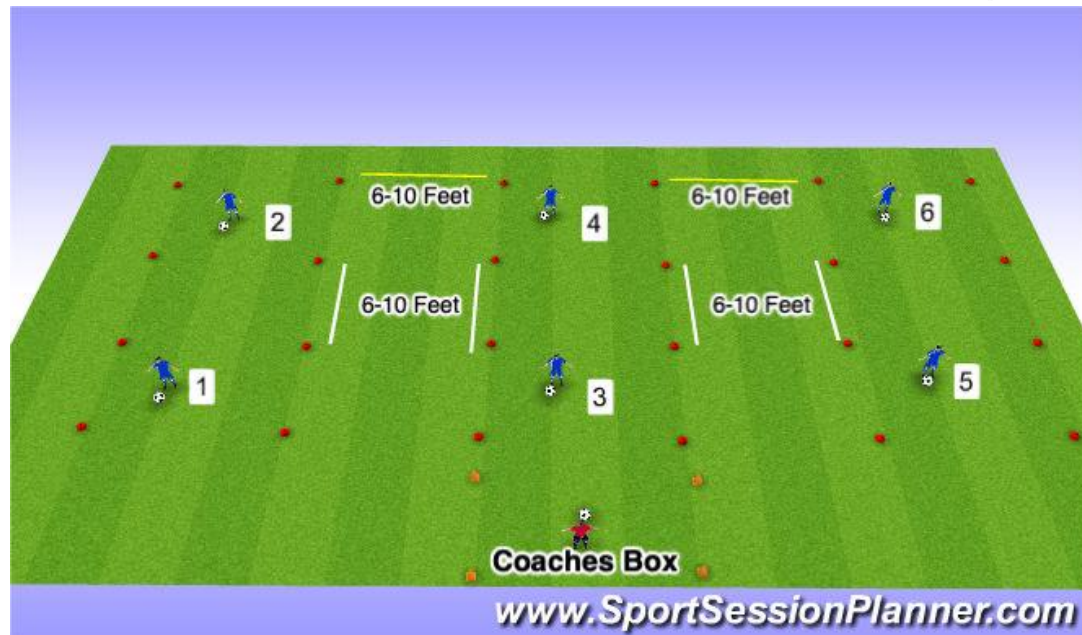 6-10 Feet
6-10 Feet
2
4
6
6-10 Feet
6-10 Feet
1
3
5
Coaches Box
www.SportSessionPlanner.com